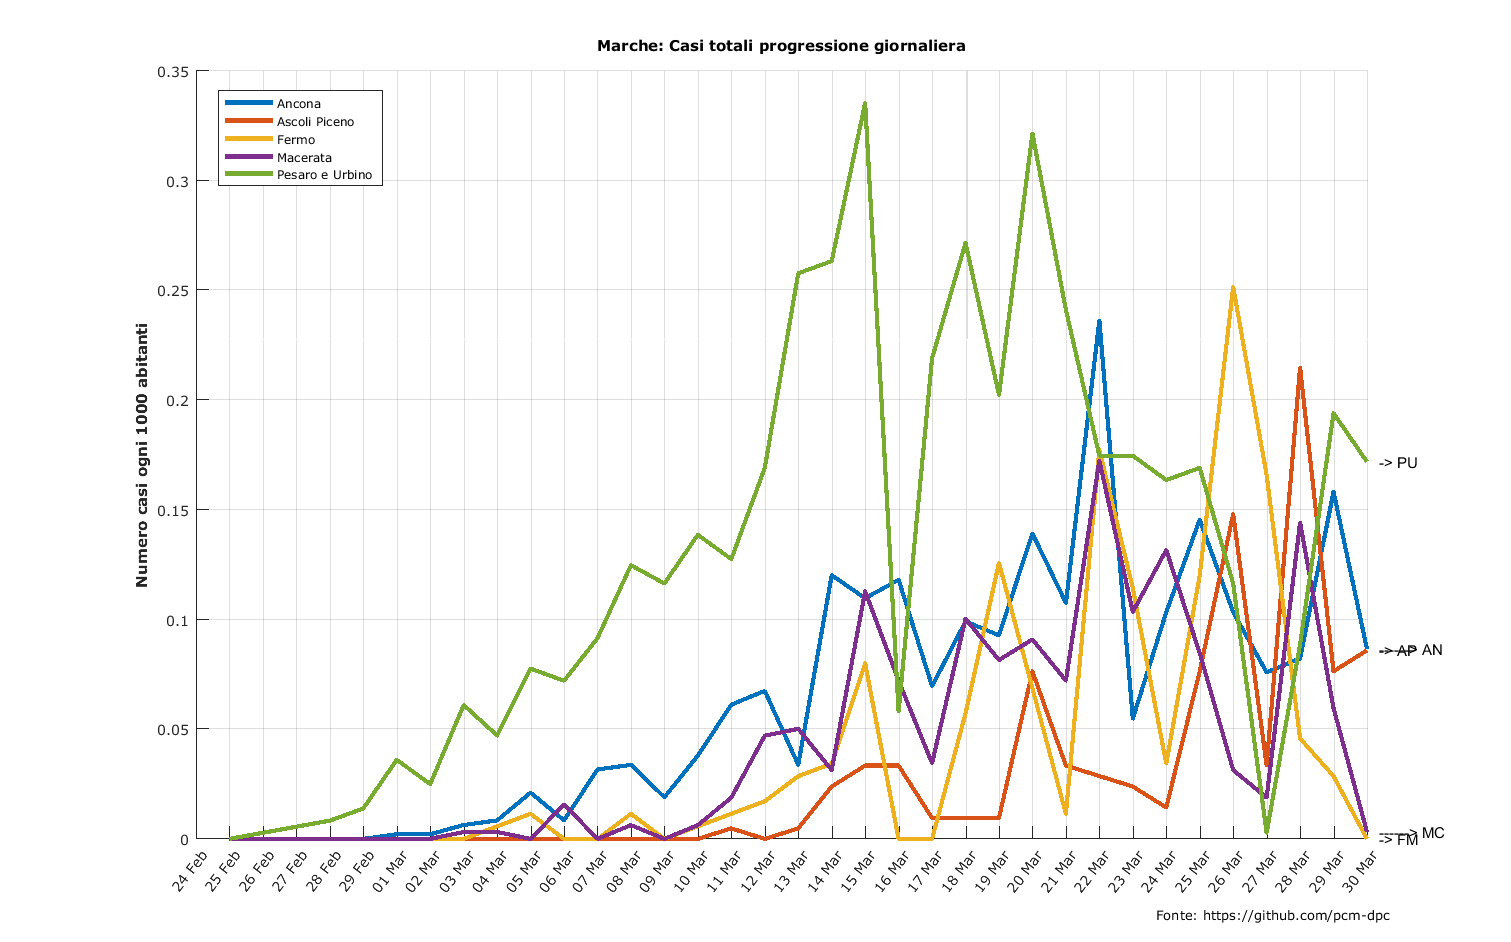 Marche: Casi totali progressione giornaliera
Numero casi ogni 1000 abitanti
0.35
0.3
0.25
0.2
0.15
0.1
0.05
0
Ancona
Ascoli Piceno
Fermo
Macerata
Pesaro e Urbino
-> PU
-> AP
-----> AN
-----> MC
-> FM
24 Feb
25 Feb
26 Feb
27 Feb
28 Feb
29 Feb
01 Mar
02 Mar
03 Mar
04 Mar
05 Mar
06 Mar
07 Mar
08 Mar
09 Mar
10 Mar
11 Mar
12 Mar
13 Mar
14 Mar
15 Mar
16 Mar
17 Mar
18 Mar
19 Mar
20 Mar
21 Mar
22 Mar
23 Mar
24 Mar
25 Mar
26 Mar
27 Mar
28 Mar
29 Mar
30 Mar
Fonte: https://github.com/pcm-dpc